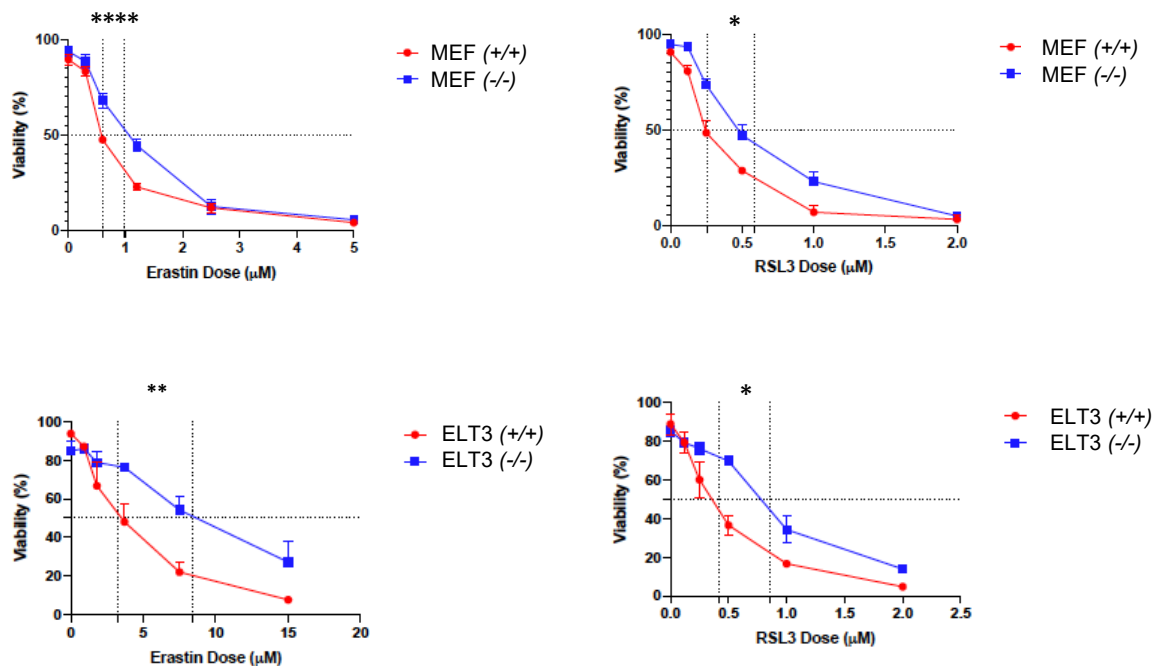 ****
100
50
0
Viability (%)
0 1 2 3 4 5
Erastin Dose (μM)
MEF (+/+)
MEF (-/-)
*
100
50
0
Viability (%)
0.0 0.5 1.0 1.5 2.0
RSL3 Dose (μM)
MEF (+/+)
MEF (-/-)
**
100
80
60
40
20
0
Viability (%)
0 5 10 15 20
Erastin Dose (μM)
ELT3 (+/+)
ELT3 (-/-)
*
100
80
60
40
20
0
Viability (%)
0.0 0.5 1.0 1.5 2.0 2.5
RSL3 Dose (μM)
ELT3 (+/+)
ELT3 (-/-)